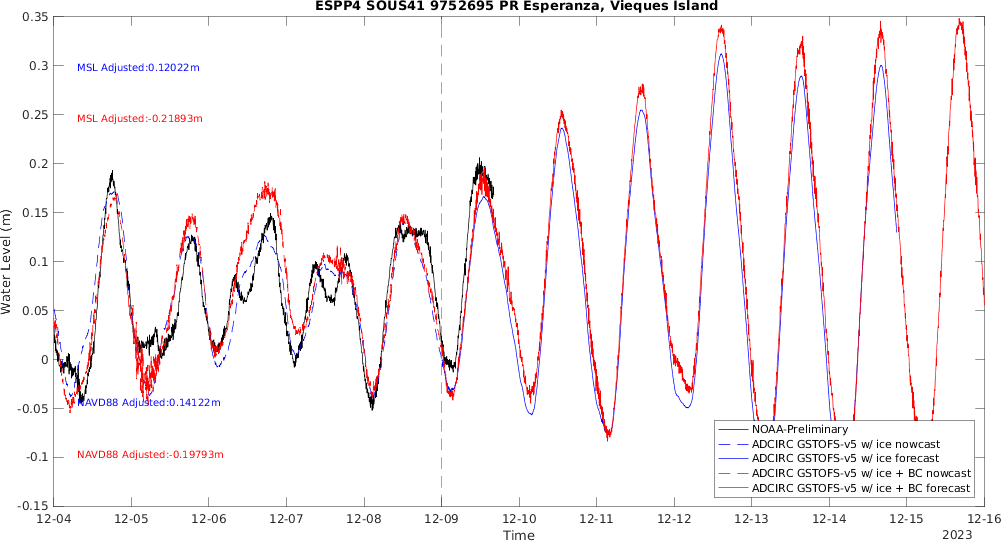 ESPP4 SOUS41 9752695 PR Esperanza, Vieques Island
0.35
0.3
0.25
0.2
0.15
0.1
0.05
0
-0.05
-0.1
-0.15
Water Level (m)
MSL Adjusted:0.12022m
MSL Adjusted:-0.21893m
NAVD88 Adjusted:0.14122m
NAVD88 Adjusted:-0.19793m
NOAA-Preliminary
ADCIRC GSTOFS-v5 w/ ice nowcast
ADCIRC GSTOFS-v5 w/ ice forecast
ADCIRC GSTOFS-v5 w/ ice + BC nowcast
ADCIRC GSTOFS-v5 w/ ice + BC forecast
12-04 12-05 12-06 12-07 12-08 12-09 12-10 12-11 12-12 12-13 12-14 12-15 12-16
Time
2023